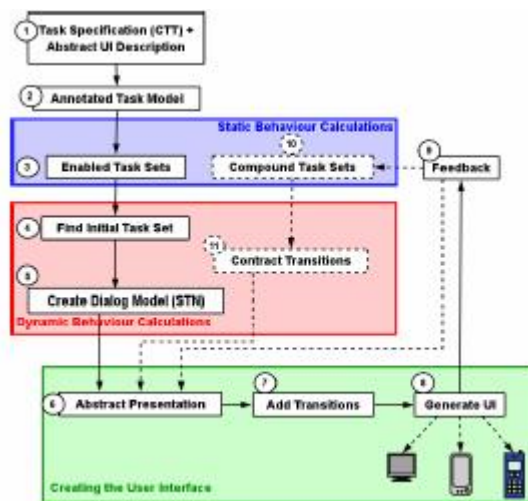 1
Task Specification (CTT) +
Abstract UI Description
2
Annotated Task Model
Static Behaviour Calculations
10
9
3
Enabled Task Sets
Compound Task Sets
Feedback
4
Find Initial Task Set
11
Contract Transitions
5
Create Dialog Model (STN)
Dynamic Behaviour Calculations
7
8
6
Abstract Presentation
Add Transitions
Generate UI
Creating the User Interface